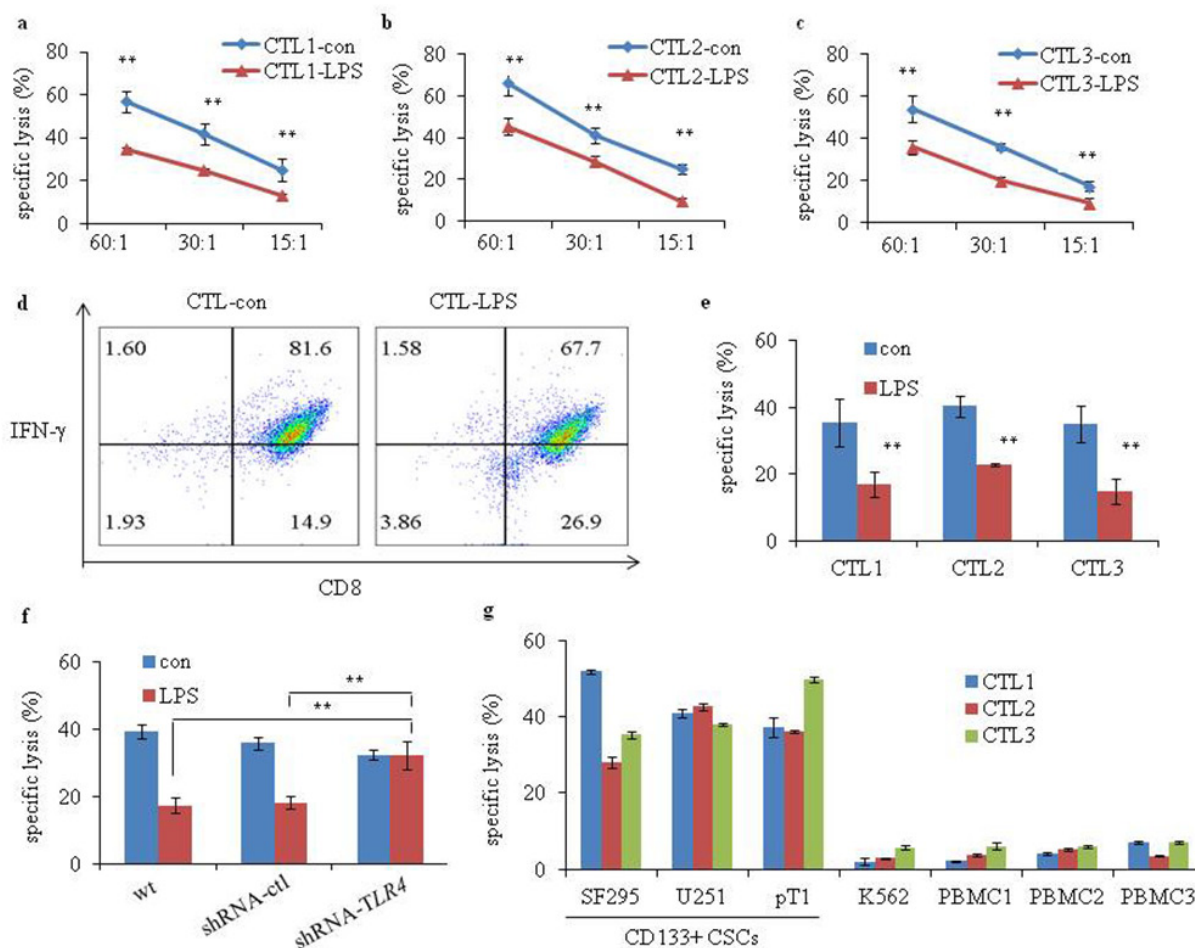 a
CTL1-con
CTL1-LPS
specific lysis (%)
80
60
40
20
0
**
**
**
60:1
30:1
15:1
b
CTL2-con
CTL2-LPS
specific lysis (%)
80
60
40
20
0
**
**
**
60:1
30:1
15:1
c
CTL3-con
CTL3-LPS
specific lysis (%)
80
60
40
20
0
**
**
**
60:1
30:1
15:1
d
CTL-con
CTL-LPS
1.60
81.6
1.93
14.9
1.58
67.7
3.86
26.9
IFN-γ
CD8
e
con
LPS
specific lysis (%)
60
40
20
0
**
**
**
CTL1
CTL2
CTL3
f
con
LPS
specific lysis (%)
60
40
20
0
**
**
wt
shRNA-ctl
shRNA-TLR4
g
CTL1
CTL2
CTL3
specific lysis (%)
60
40
20
0
SF295
U251
pT1
K562
PBMC1
PBMC2
PBMC3
CD133+ CSCs